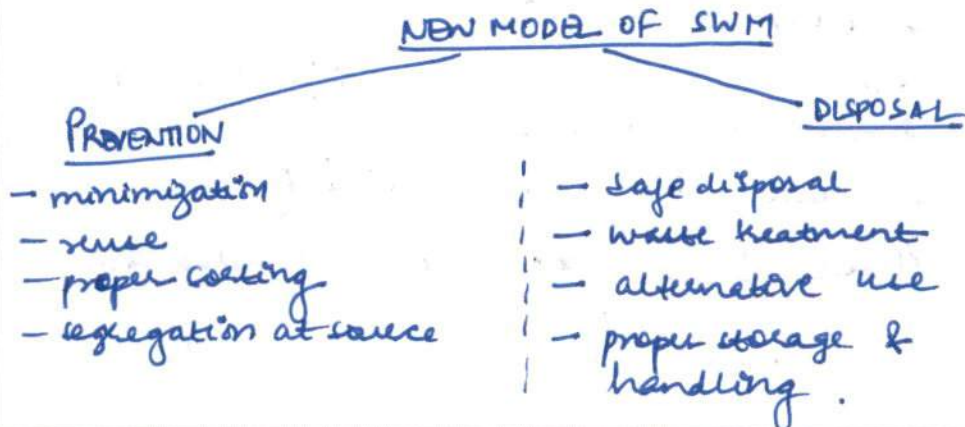 NEW MODEL OF SWM
PREVENTION
- minimization
- reuse
- proper costing
- segregation at source
DISPOSAL
- safe disposal
- waste treatment
- alternative use
- proper storage &
handling.